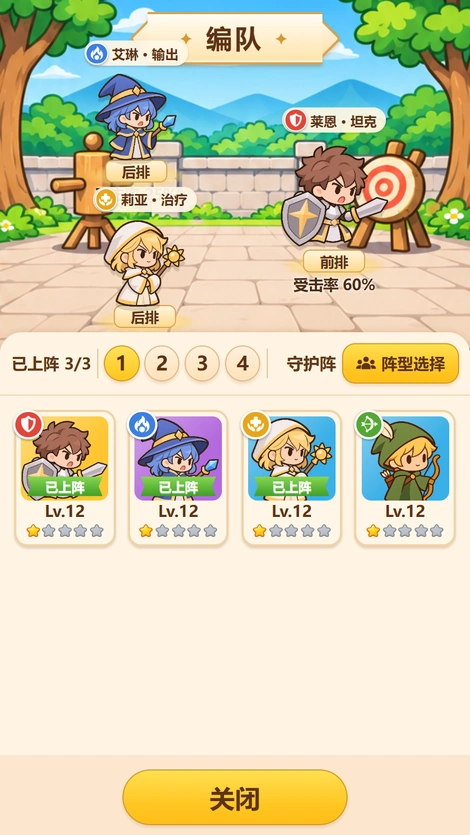 编队
艾琳·输出
莱恩·坦克
后排
莉亚·治疗
前排
受击率 60%
后排
已上阵 3/3
1
2
3
4
守护阵
阵型选择
已上阵
已上阵
已上阵
Lv.12
Lv.12
Lv.12
Lv.12
关闭